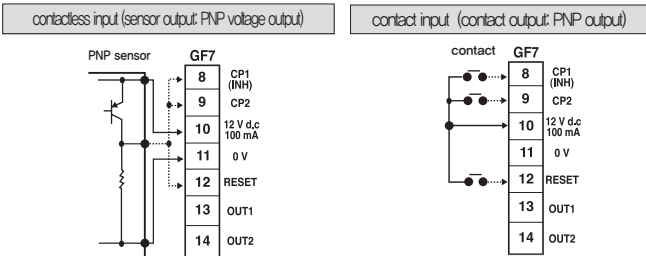 contactless input (sensor output: PNP voltage output)
PNP sensor
GF7
8 CP1
(INH)
9 CP2
10 12 V d.c
100 mA
11 0 V
12 RESET
13 OUT1
14 OUT2
contact input (contact output: PNP output)
contact
GF7
8 CP1
(INH)
9 CP2
10 12 V d.c
100 mA
11 0 V
12 RESET
13 OUT1
14 OUT2